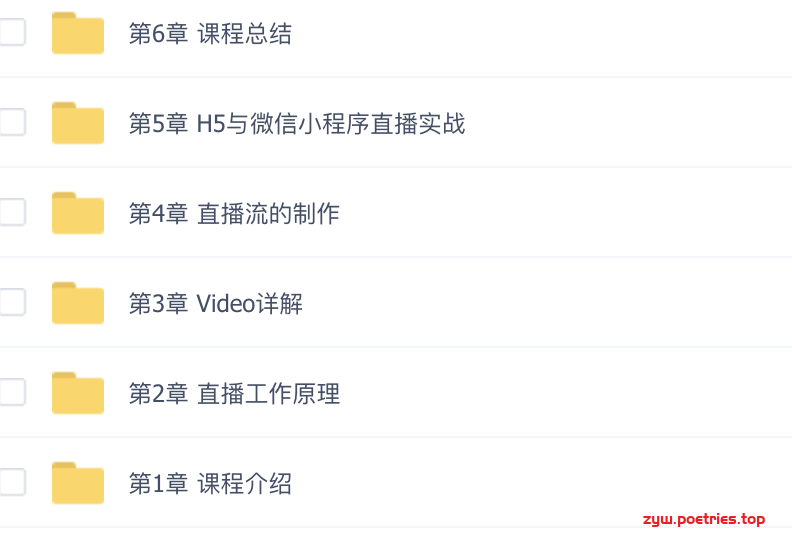 第6章 课程总结
第5章 H5与微信小程序直播实战
第4章 直播流的制作
第3章 Video详解
第2章 直播工作原理
第1章 课程介绍
zyw.poetries.top